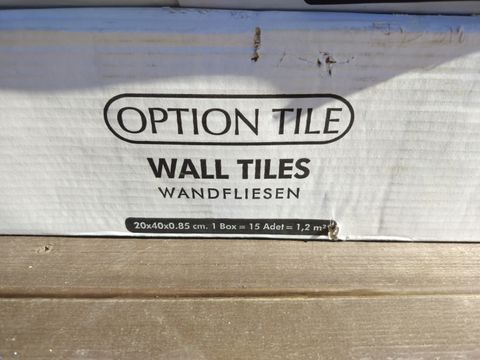 OPTION TILE
WALL TILES
WANDFLIESEN
20x40x0.85 cm. 1 Box = 15 Adet = 1,2 m²